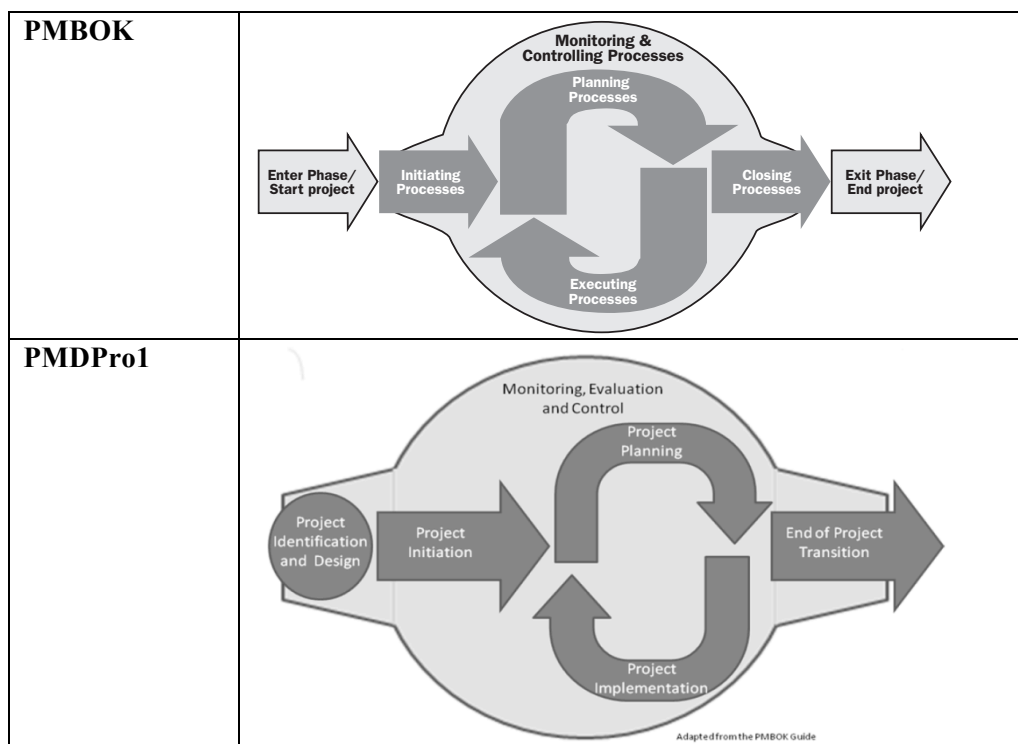 PMBOK
Monitoring &
Controlling Processes
Planning
Processes
Enter Phase/
Start project
Initiating
Processes
Closing
Processes
Exit Phase/
End project
Executing
Processes
PMDPro1
Monitoring, Evaluation
and Control
Project
Planning
Project
Identification
and Design
Project
Initiation
End of Project
Transition
Project
Implementation
Adapted from the PMBOK Guide